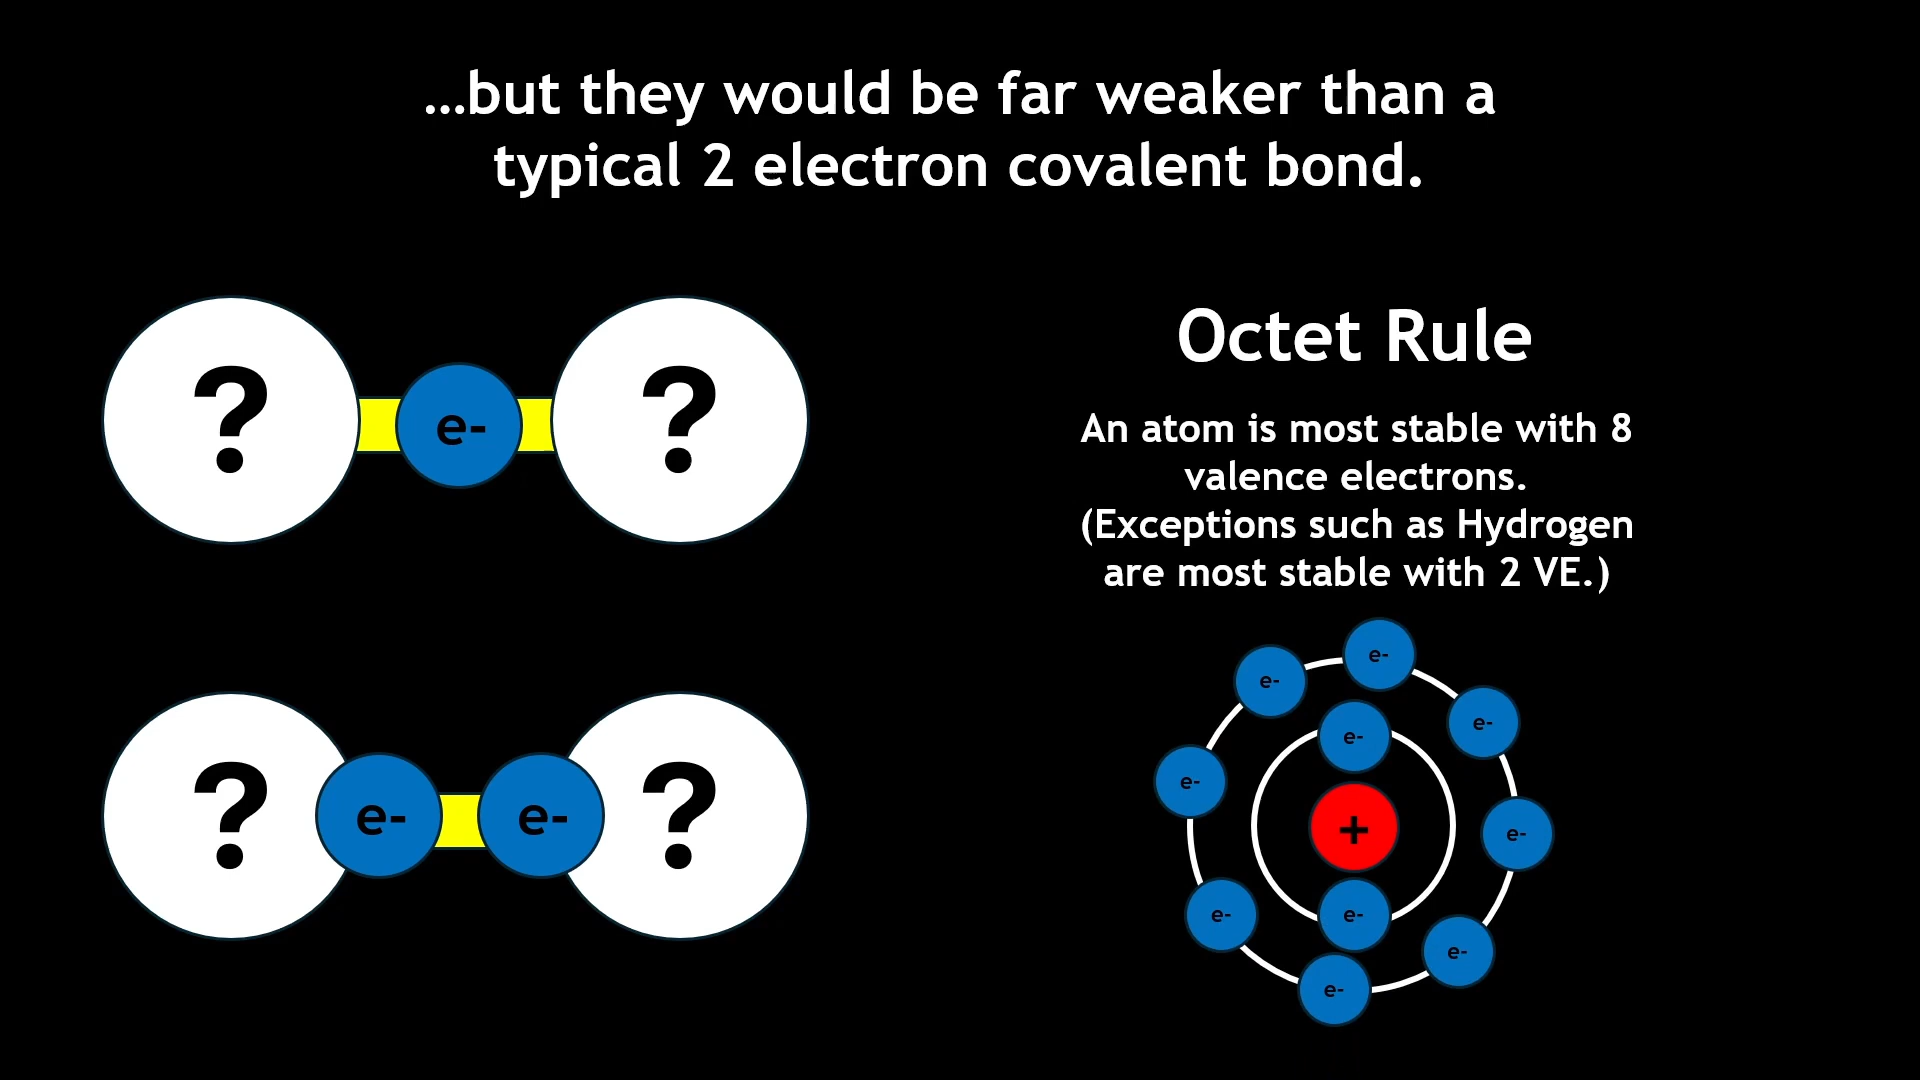 …but they would be far weaker than a
typical 2 electron covalent bond.
? e- ?
Octet Rule
An atom is most stable with 8
valence electrons.
(Exceptions such as Hydrogen
are most stable with 2 VE.)
? e- e- ?
e-
e-
e-
e-
e-
+
e-
e-
e-
e-
e-